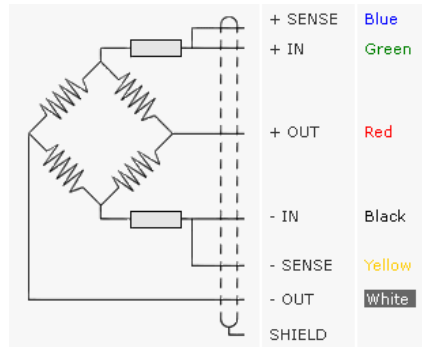 + SENSE Blue
+ IN Green
+ OUT Red
- IN Black
- SENSE Yellow
- OUT White
SHIELD